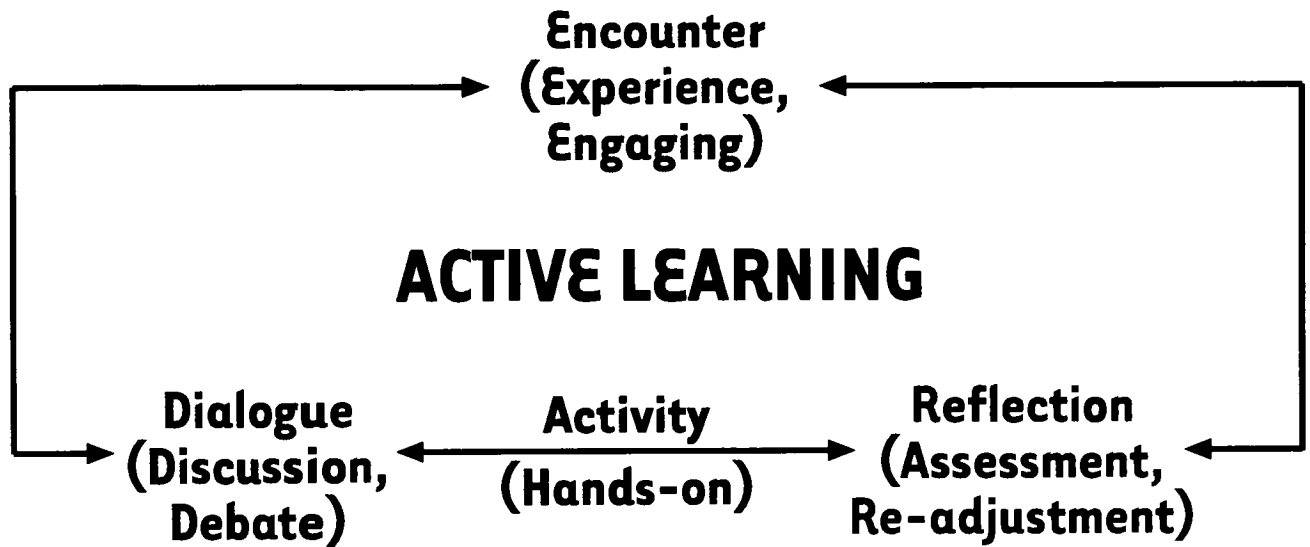 Encounter
(Experience,
Engaging)
ACTIVE LEARNING
Dialogue
(Discussion,
Debate)
Activity
(Hands-on)
Reflection
(Assessment,
Re-adjustment)